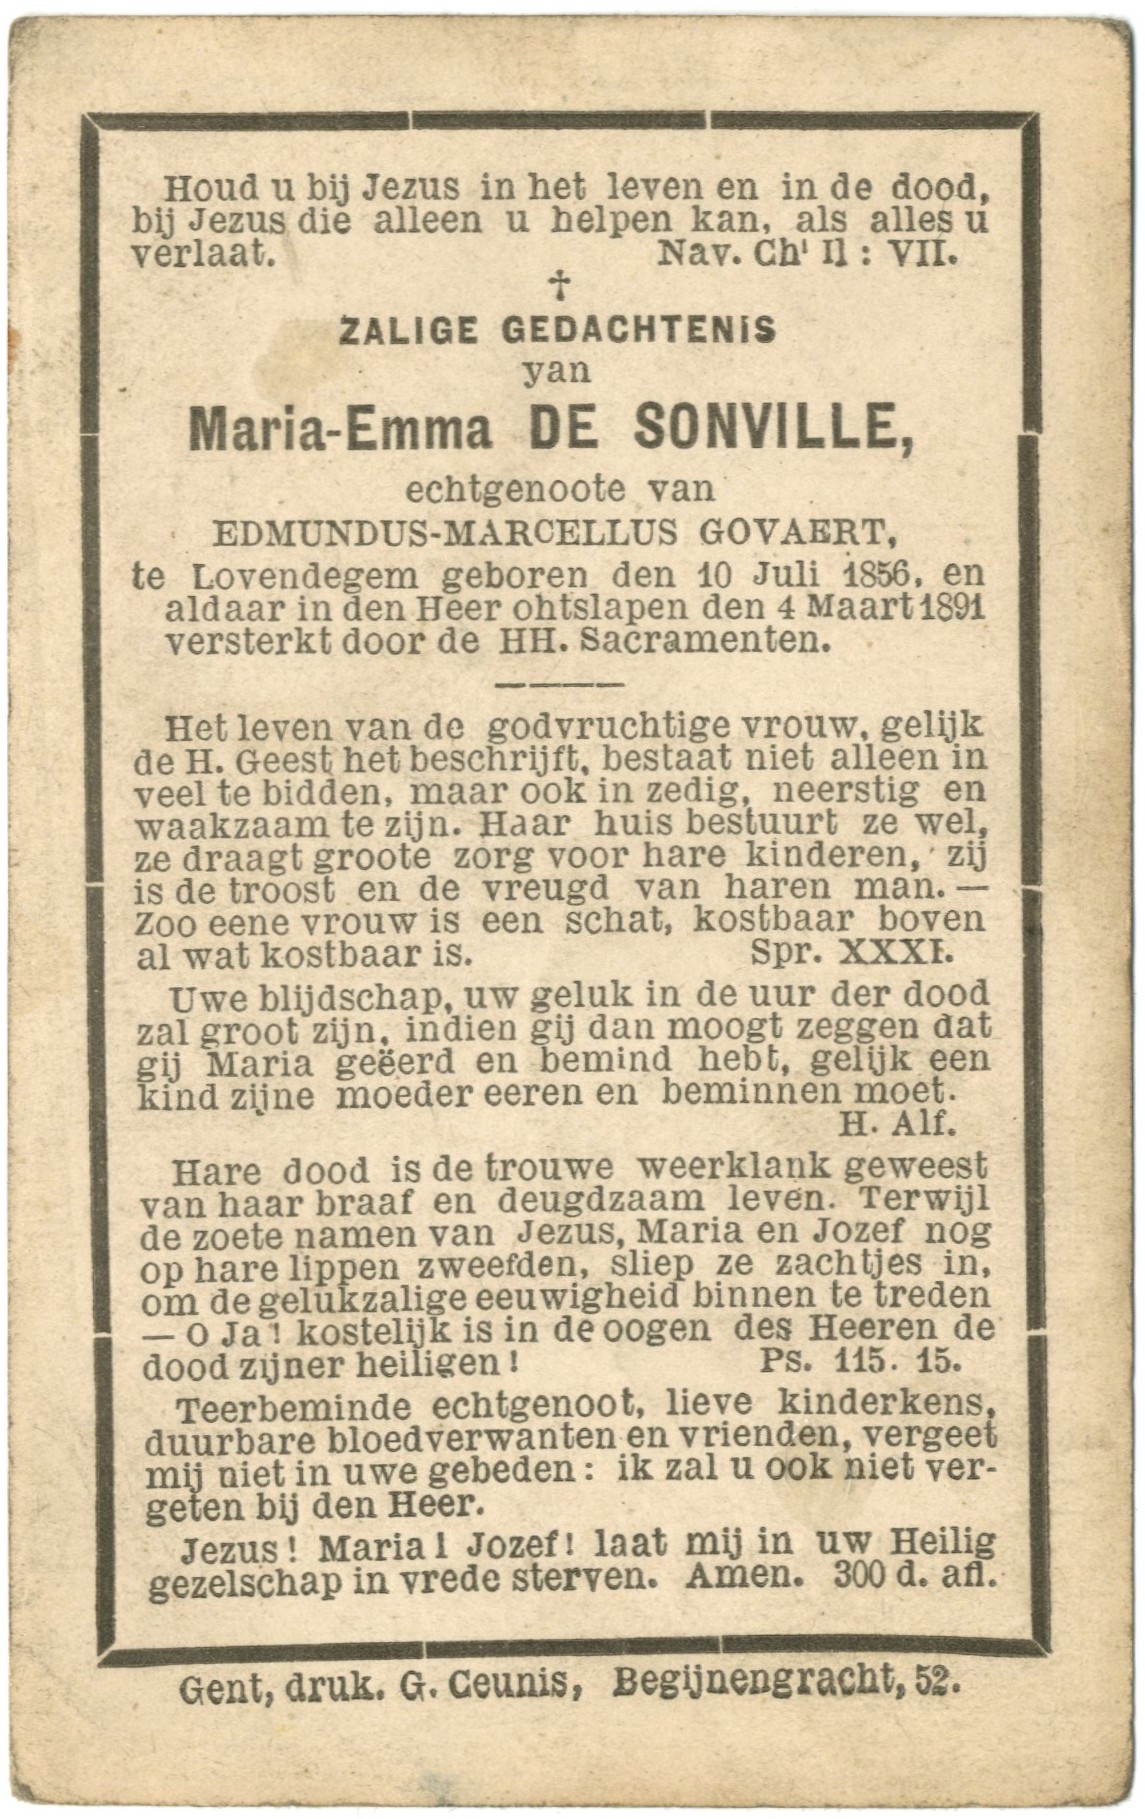 Houd u bij Jezus in het leven en in de dood,
bij Jezus die alleen u helpen kan, als alles u
verlaat. Nav. Chⁱ II : VII.
†
ZALIGE GEDACHTENIS
van
Maria-Emma DE SONVILLE,
echtgenoote van
EDMUNDUS-MARCELLUS GOVAERT,
te Lovendegem geboren den 10 Juli 1856, en
aldaar in den Heer ohtslapen den 4 Maart 1891
versterkt door de HH. Sacramenten.
Het leven van de godvruchtige vrouw, gelijk
de H. Geest het beschrijft, bestaat niet alleen in
veel te bidden, maar ook in zedig, neerstig en
waakzaam te zijn. Haar huis bestuurt ze wel,
ze draagt groote zorg voor hare kinderen, zij
is de troost en de vreugd van haren man. —
Zoo eene vrouw is een schat, kostbaar boven
al wat kostbaar is. Spr. XXXI.
Uwe blijdschap, uw geluk in de uur der dood
zal groot zijn, indien gij dan moogt zeggen dat
gij Maria geëerd en bemind hebt, gelijk een
kind zijne moeder eeren en beminnen moet.
H. Alf.
Hare dood is de trouwe weerklank geweest
van haar braaf en deugdzaam leven. Terwijl
de zoete namen van Jezus, Maria en Jozef nog
op hare lippen zweefden, sliep ze zachtjes in,
om de gelukzalige eeuwigheid binnen te treden
— O Ja! kostelijk is in de oogen des Heeren de
dood zijner heiligen! Ps. 115. 15.
Teerbeminde echtgenoot, lieve kinderkens,
duurbare bloedverwanten en vrienden, vergeet
mij niet in uwe gebeden: ik zal u ook niet ver-
geten bij den Heer.
Jezus! Maria! Jozef! laat mij in uw Heilig
gezelschap in vrede sterven. Amen. 300 d. afl.
Gent, druk. G. Ceunis, Begijnengracht, 52.